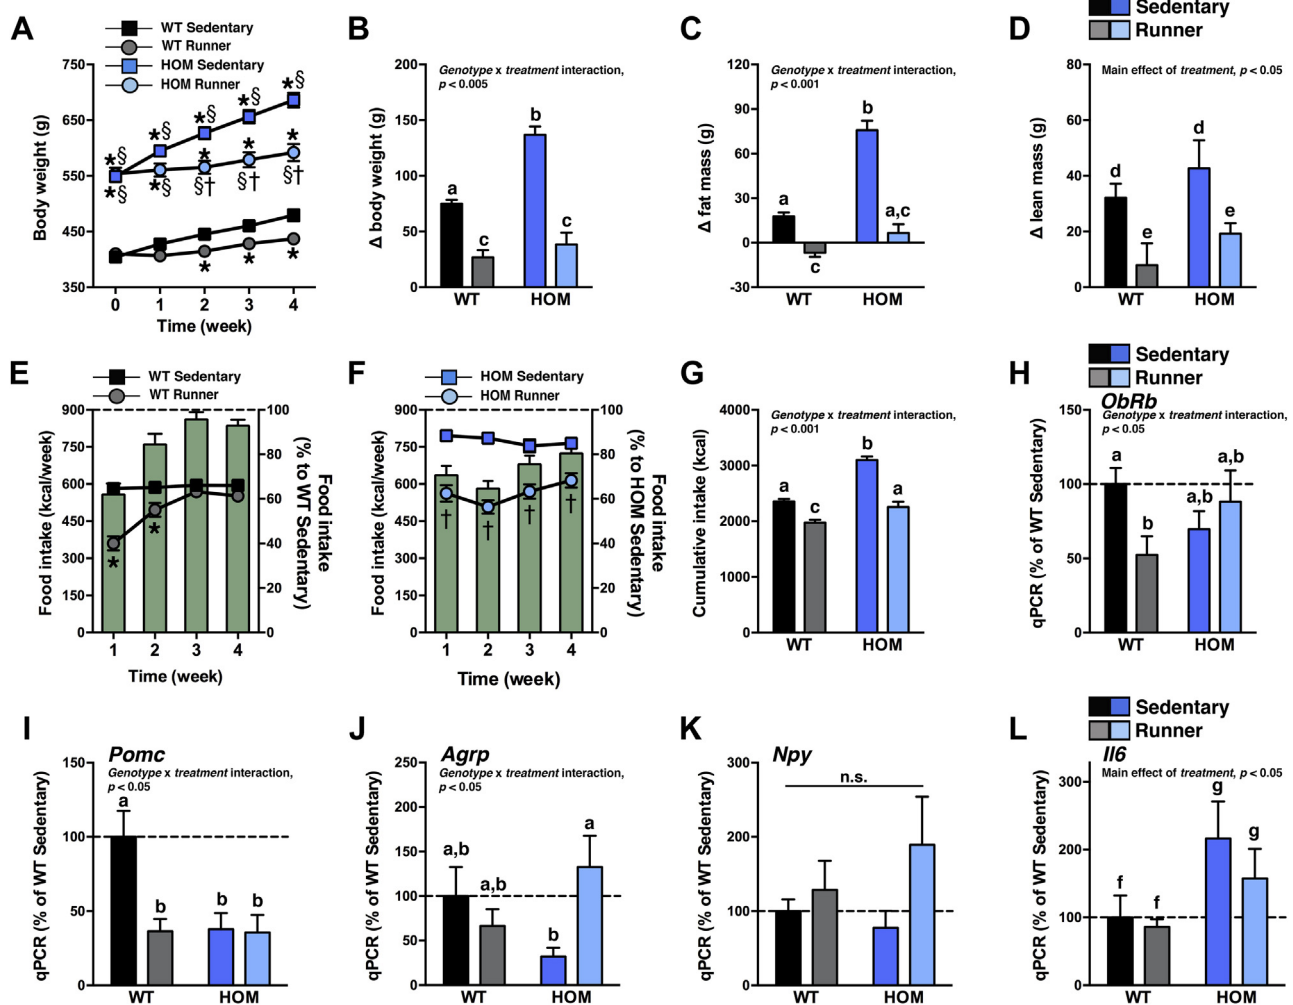 A
WT Sedentary
WT Runner
HOM Sedentary
HOM Runner
750
650
550
450
350
Body weight (g)
*§
*§
*§
*§
*§
*
*
*
*§
*§
§†
§†
§†
*
*
*
0 1 2 3 4
Time (week)
B
Genotype x treatment interaction,
p < 0.005
200
150
100
50
0
Δ body weight (g)
a
c
b
c
WT HOM
C
Genotype x treatment interaction,
p < 0.001
120
90
60
30
0
-30
Δ fat mass (g)
a
c
b
a,c
WT HOM
D
Sedentary
Runner
Main effect of treatment, p < 0.05
80
60
40
20
0
Δ lean mass (g)
d
e
d
e
WT HOM
E
WT Sedentary
WT Runner
900
750
600
450
300
150
0
Food intake (kcal/week)
100
80
60
40
20
0
Food intake
(% to WT Sedentary)
*
*
1 2 3 4
Time (week)
F
HOM Sedentary
HOM Runner
900
750
600
450
300
150
0
Food intake (kcal/week)
100
80
60
40
20
0
Food intake
(% to HOM Sedentary)
†
†
†
†
1 2 3 4
Time (week)
G
Genotype x treatment interaction,
p < 0.001
4000
3000
2000
1000
0
Cumulative intake (kcal)
a
c
b
a
WT HOM
H
Sedentary
Runner
ObRb
Genotype x treatment interaction,
p < 0.05
150
100
50
0
qPCR (% of WT Sedentary)
a
b
a,b
a,b
WT HOM
I
Pomc
Genotype x treatment interaction,
p < 0.05
150
100
50
0
qPCR (% of WT Sedentary)
a
b
b
b
WT HOM
J
Agrp
Genotype x treatment interaction,
p < 0.05
250
200
150
100
50
0
qPCR (% of WT Sedentary)
a,b
a,b
b
a
WT HOM
K
Npy
n.s.
300
200
100
0
qPCR (% of WT Sedentary)
WT HOM
L
Sedentary
Runner
Il6
Main effect of treatment, p < 0.05
300
200
100
0
qPCR (% of WT Sedentary)
f
f
g
g
WT HOM